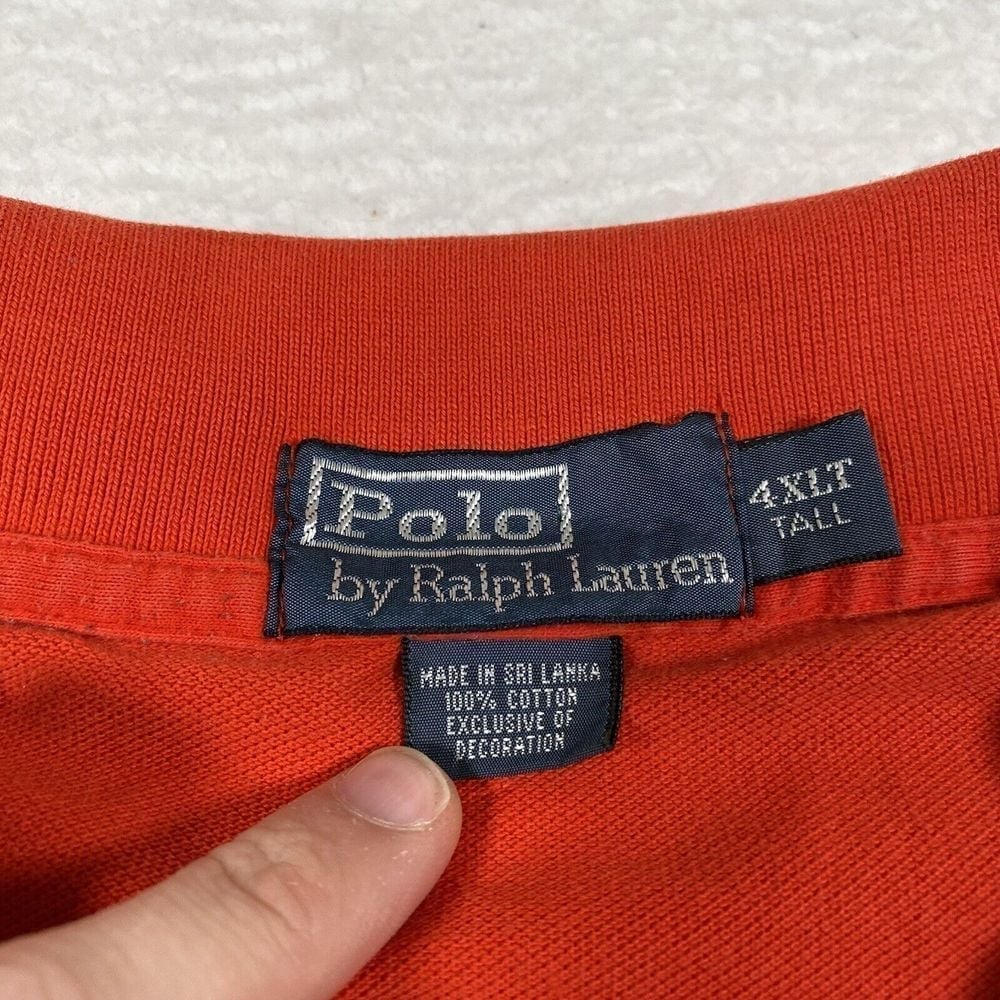 Polo
by Ralph Lauren
4XLT
TALL
MADE IN SRI LANKA
100% COTTON
EXCLUSIVE OF
DECORATION